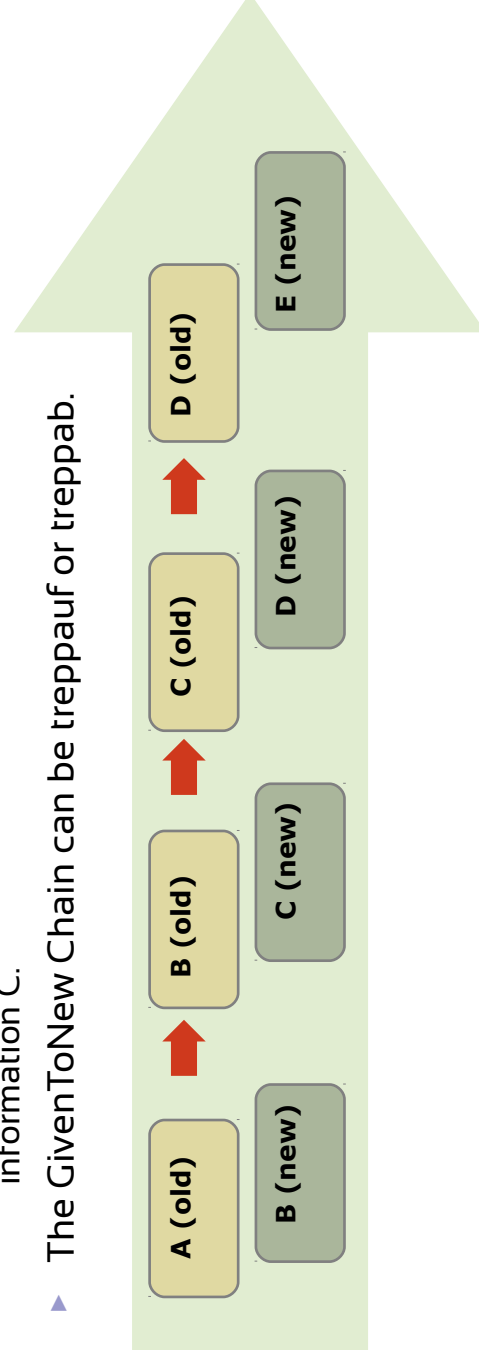 information C.
The GivenToNew Chain can be treppauf or treppab.
A (old)
B (old)
C (old)
D (old)
B (new)
C (new)
D (new)
E (new)